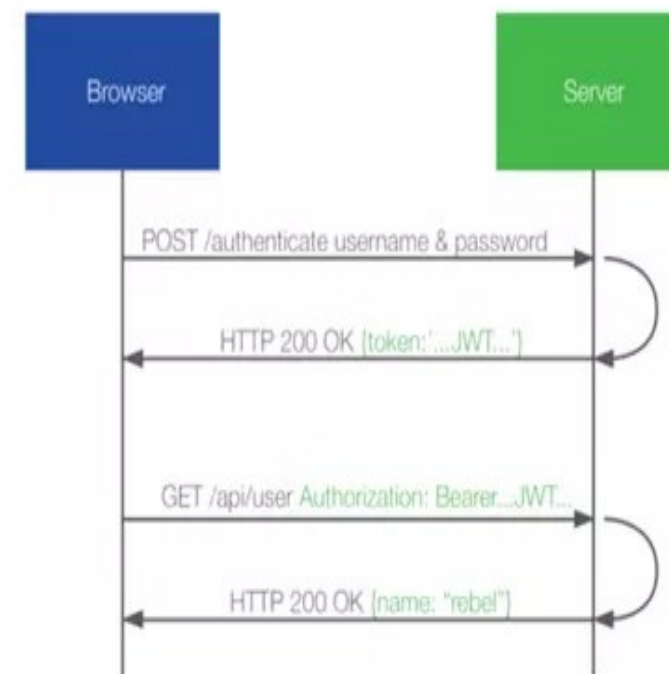 Browser
Server
POST /authenticate username & password
HTTP 200 OK {token:'...JWT...'}
GET /api/user Authorization: Bearer...JWT...
HTTP 200 OK {name: "rebel"}